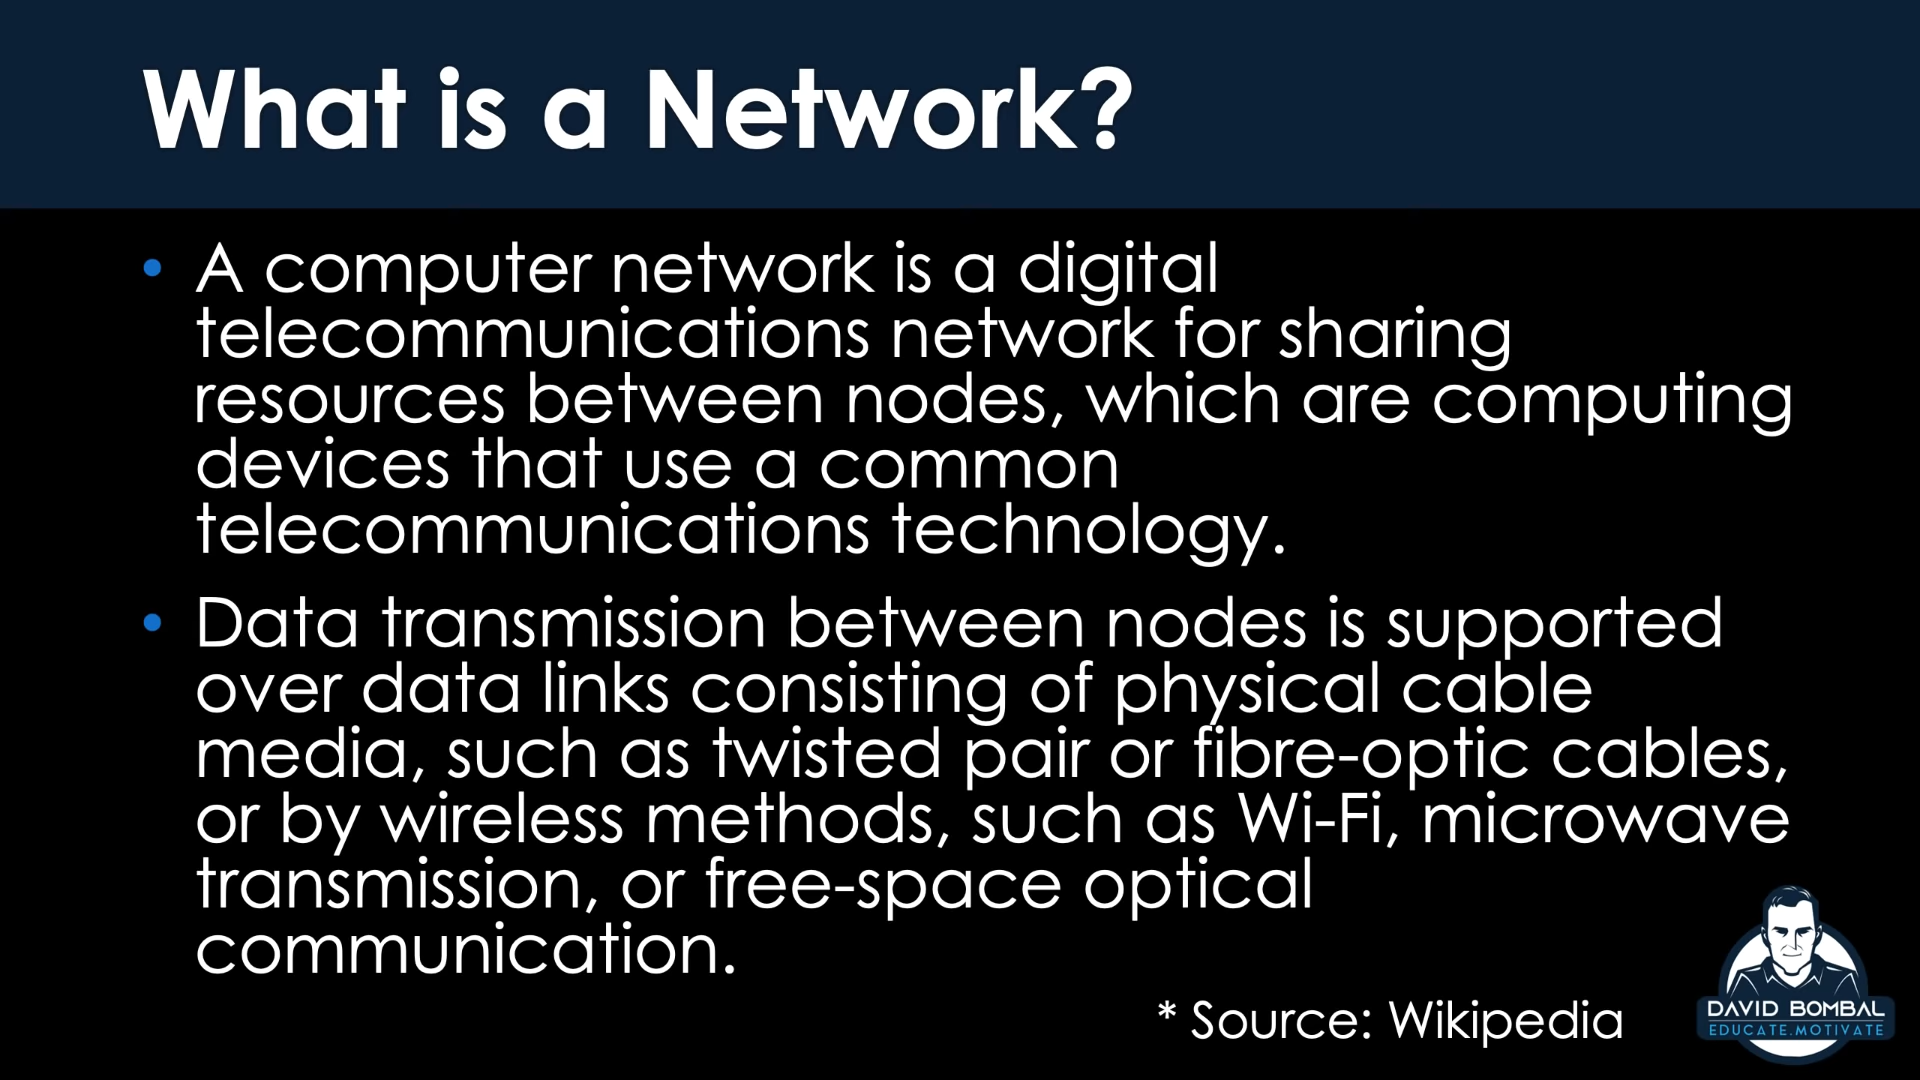 What is a Network?
• A computer network is a digital
telecommunications network for sharing
resources between nodes, which are computing
devices that use a common
telecommunications technology.
• Data transmission between nodes is supported
over data links consisting of physical cable
media, such as twisted pair or fibre-optic cables,
or by wireless methods, such as Wi-Fi, microwave
transmission, or free-space optical
communication.
* Source: Wikipedia
DAVID BOMBAL
EDUCATE.MOTIVATE